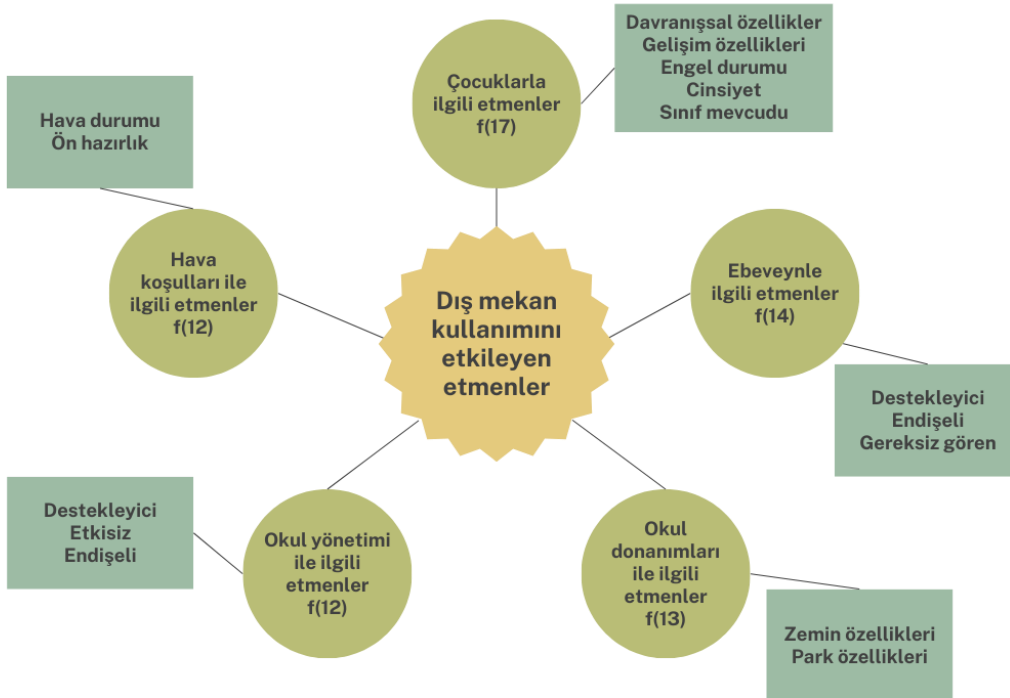 Davranışsal özellikler
Gelişim özellikleri
Engel durumu
Cinsiyet
Sınıf mevcudu
Çocuklarla
ilgili etmenler
f(17)
Hava durumu
Ön hazırlık
Hava
koşulları ile
ilgili etmenler
f(12)
Dış mekan
kullanımını
etkileyen
etmenler
Ebeveynle
ilgili etmenler
f(14)
Destekleyici
Endişeli
Gereksiz gören
Destekleyici
Etkisiz
Endişeli
Okul yönetimi
ile ilgili
etmenler
f(12)
Okul
donanımları
ile ilgili
etmenler
f(13)
Zemin özellikleri
Park özellikleri